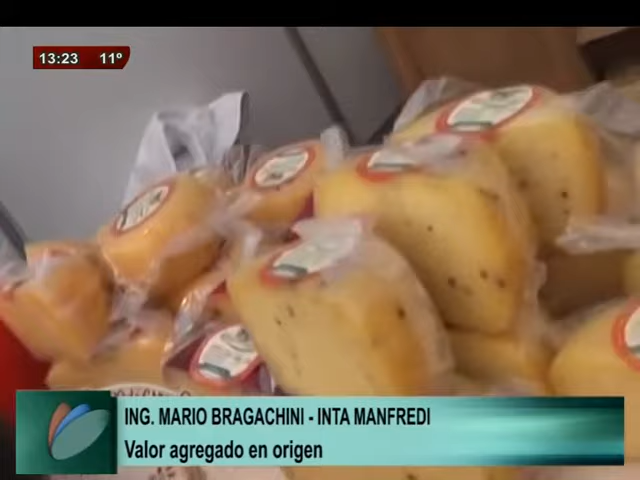 13:23 11º
ING. MARIO BRAGACHINI - INTA MANFREDI
Valor agregado en origen